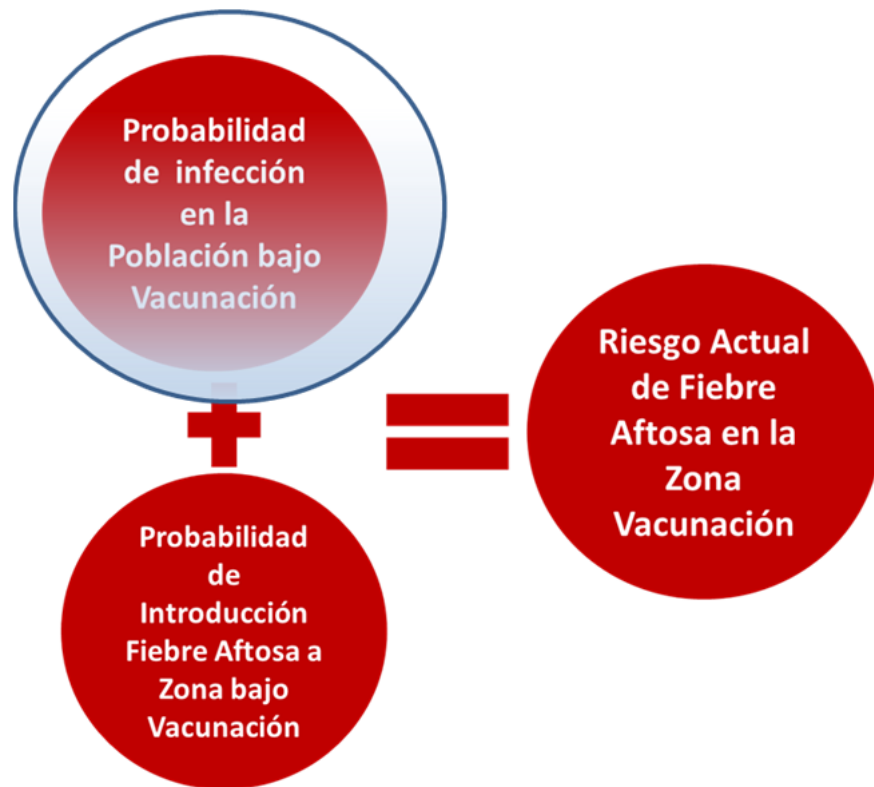 Probabilidad
de infección
en la
Población bajo
Vacunación
Probabilidad
de
Introducción
Fiebre Aftosa a
Zona bajo
Vacunación
Riesgo Actual
de Fiebre
Aftosa en la
Zona
Vacunación